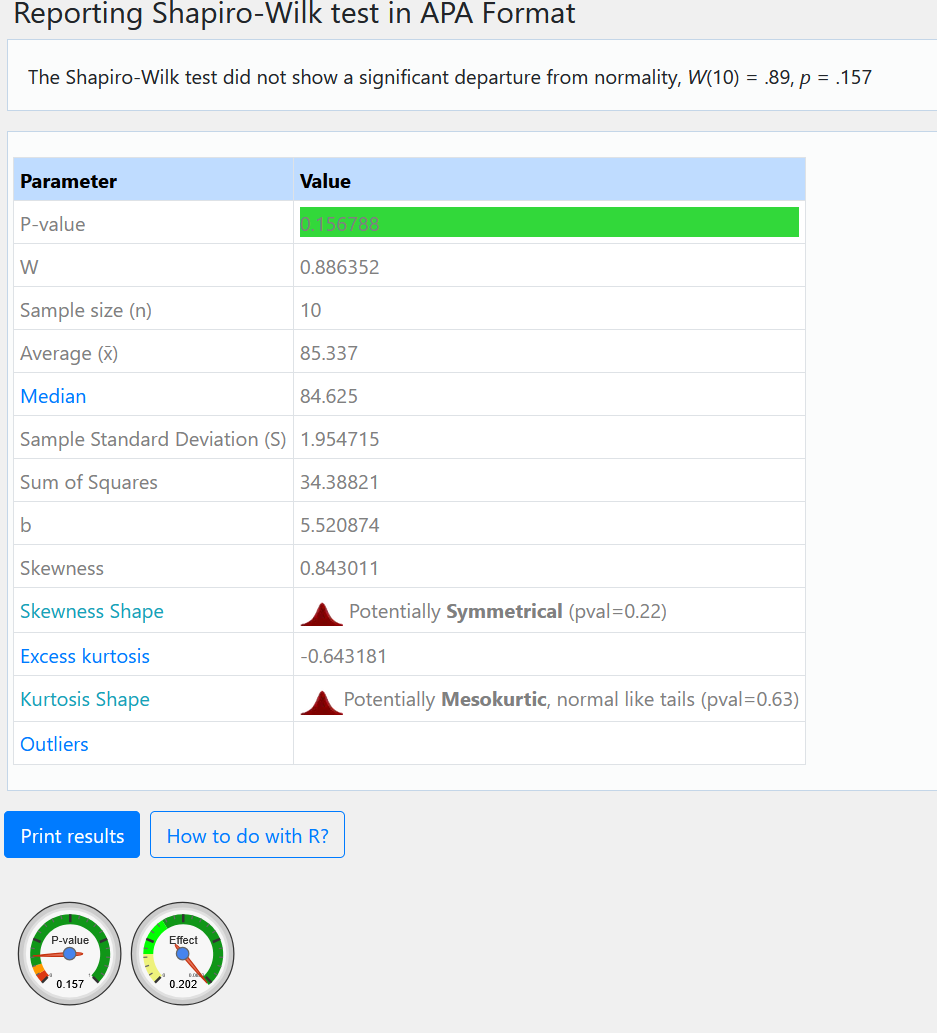 Reporting Shapiro-Wilk test in APA Format
The Shapiro-Wilk test did not show a significant departure from normality, W(10) = .89, p = .157
Parameter Value
P-value 0.156788
W 0.886352
Sample size (n) 10
Average (x̄) 85.337
Median 84.625
Sample Standard Deviation (S) 1.954715
Sum of Squares 34.38821
b 5.520874
Skewness 0.843011
Skewness Shape Potentially Symmetrical (pval=0.22)
Excess kurtosis -0.643181
Kurtosis Shape Potentially Mesokurtic, normal like tails (pval=0.63)
Outliers
Print results How to do with R?
P-value Effect
0.157 0.202